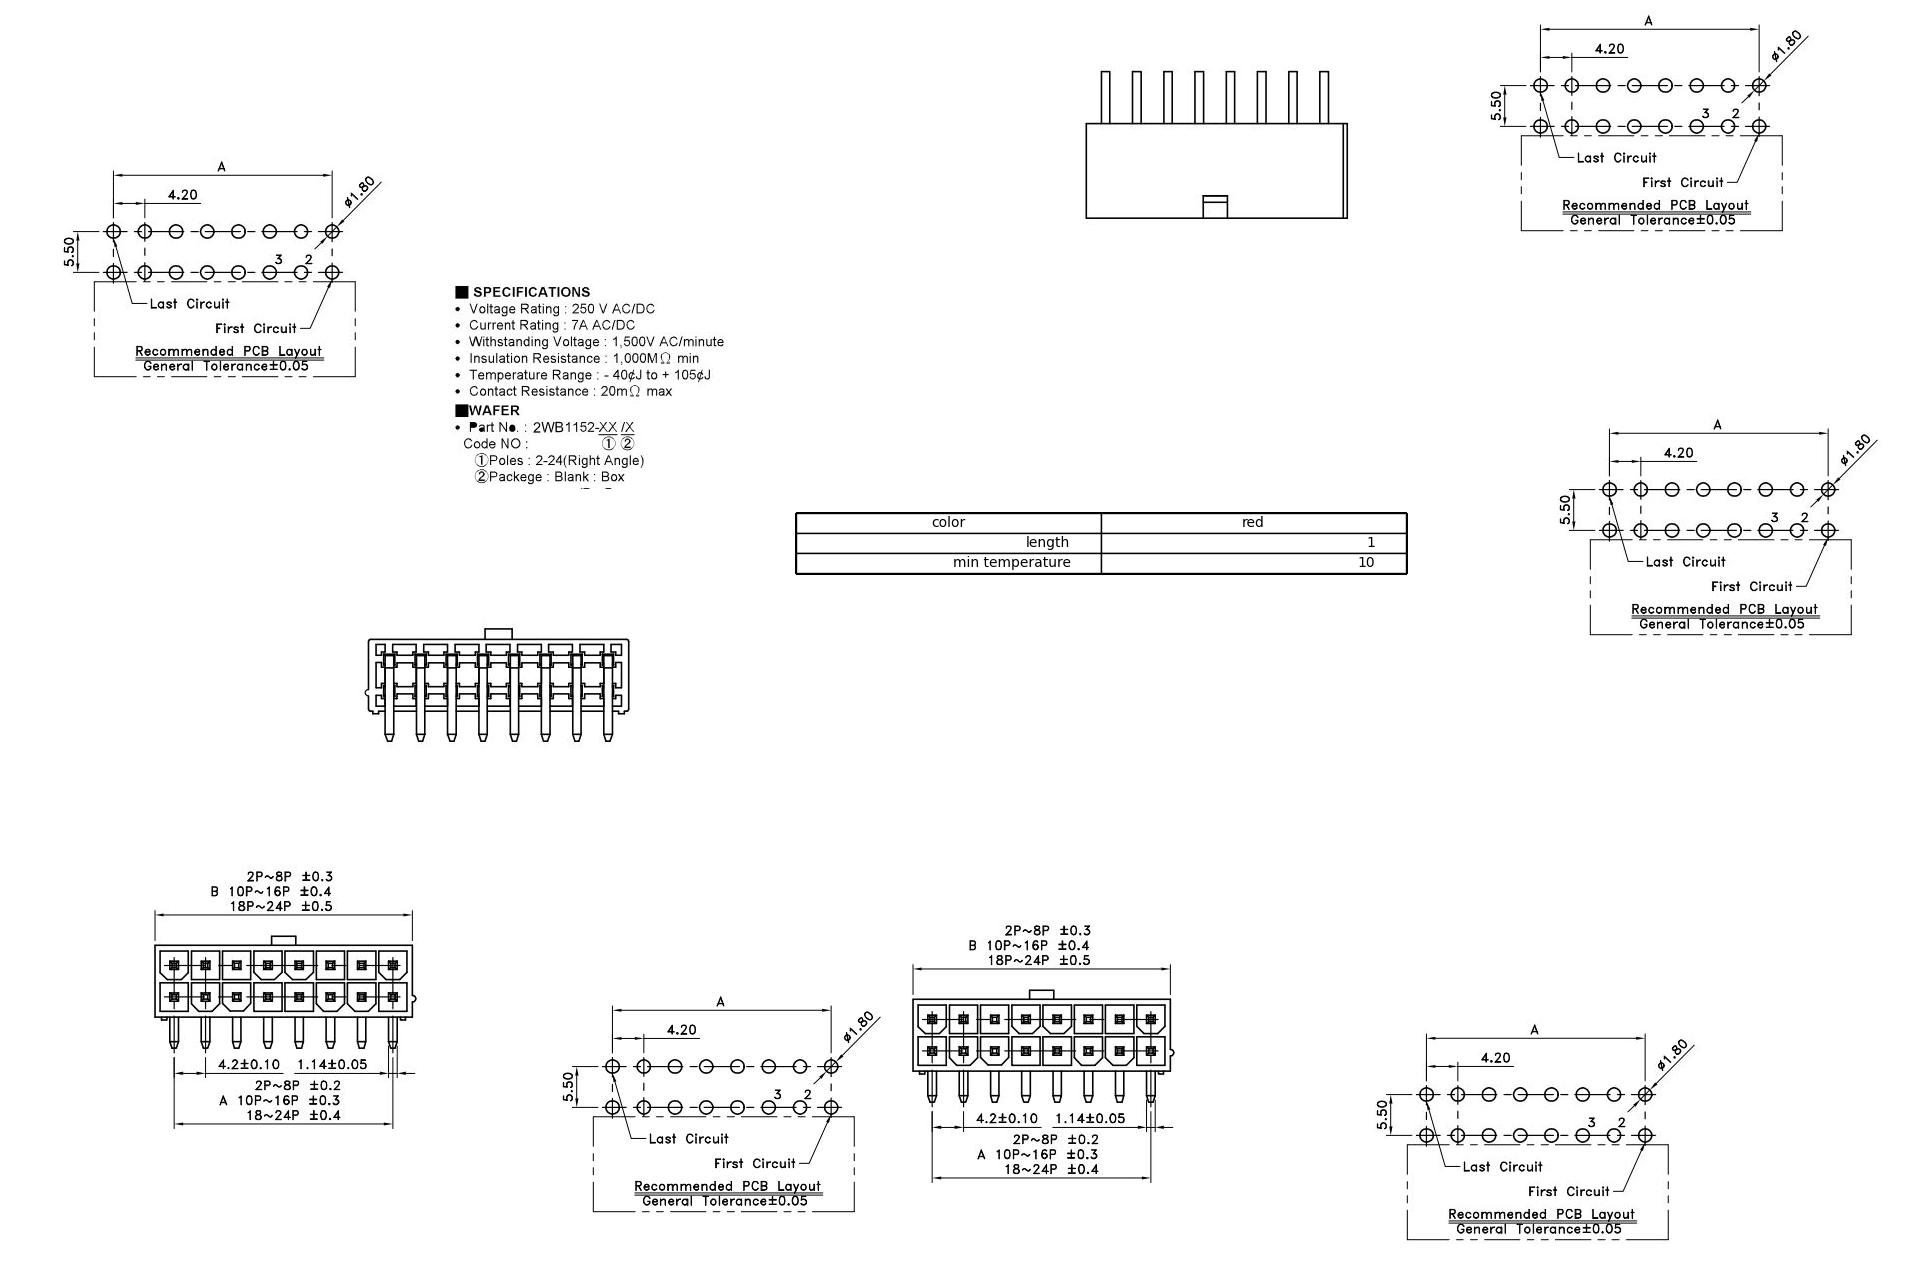 A
4.20
ø1.80
5.50
3 2
Last Circuit
First Circuit
Recommended PCB Layout
General Tolerance±0.05
A
4.20
ø1.80
5.50
3 2
Last Circuit
First Circuit
Recommended PCB Layout
General Tolerance±0.05
■ SPECIFICATIONS
• Voltage Rating : 250 V AC/DC
• Current Rating : 7A AC/DC
• Withstanding Voltage : 1,500V AC/minute
• Insulation Resistance : 1,000MΩ min
• Temperature Range : - 40¢J to + 105¢J
• Contact Resistance : 20mΩ max
■WAFER
• Part No. : 2WB1152-XX /X
Code NO : ① ②
①Poles : 2-24(Right Angle)
②Packege : Blank : Box
A
4.20
ø1.80
5.50
3 2
Last Circuit
First Circuit
Recommended PCB Layout
General Tolerance±0.05
color red
length 1
min temperature 10
2P~8P ±0.3
B 10P~16P ±0.4
18P~24P ±0.5
4.2±0.10 1.14±0.05
2P~8P ±0.2
A 10P~16P ±0.3
18~24P ±0.4
A
4.20
ø1.80
5.50
3 2
Last Circuit
First Circuit
Recommended PCB Layout
General Tolerance±0.05
2P~8P ±0.3
B 10P~16P ±0.4
18P~24P ±0.5
4.2±0.10 1.14±0.05
2P~8P ±0.2
A 10P~16P ±0.3
18~24P ±0.4
A
4.20
ø1.80
5.50
3 2
Last Circuit
First Circuit
Recommended PCB Layout
General Tolerance±0.05